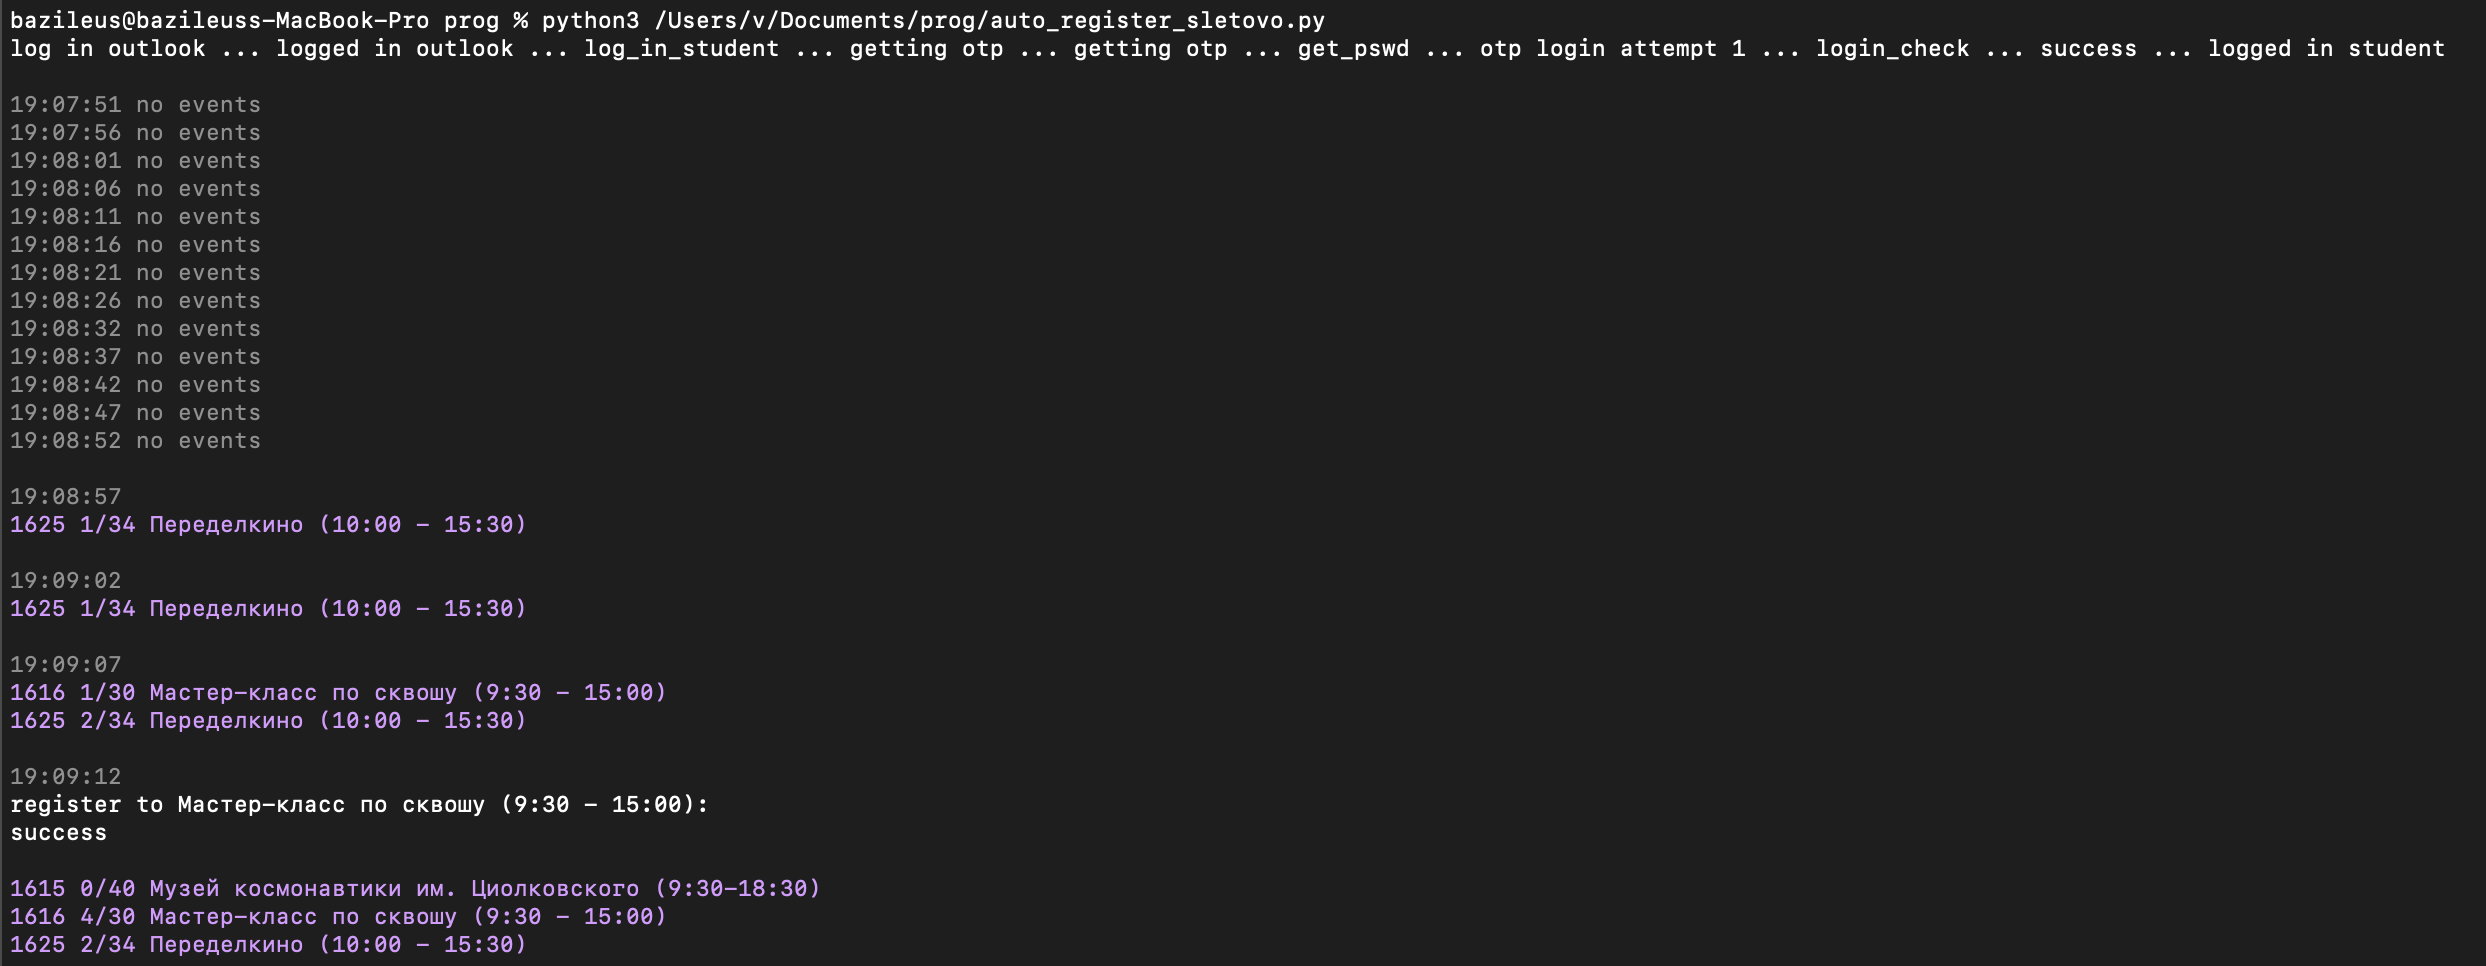 bazileus@bazileuss-MacBook-Pro prog % python3 /Users/v/Documents/prog/auto_register_sletovo.py
log in outlook ... logged in outlook ... log_in_student ... getting otp ... getting otp ... get_pswd ... otp login attempt 1 ... login_check ... success ... logged in student
19:07:51 no events
19:07:56 no events
19:08:01 no events
19:08:06 no events
19:08:11 no events
19:08:16 no events
19:08:21 no events
19:08:26 no events
19:08:32 no events
19:08:37 no events
19:08:42 no events
19:08:47 no events
19:08:52 no events
19:08:57
1625 1/34 Переделкино (10:00 - 15:30)
19:09:02
1625 1/34 Переделкино (10:00 - 15:30)
19:09:07
1616 1/30 Мастер-класс по сквошу (9:30 - 15:00)
1625 2/34 Переделкино (10:00 - 15:30)
19:09:12
register to Мастер-класс по сквошу (9:30 - 15:00):
success
1615 0/40 Музей космонавтики им. Циолковского (9:30-18:30)
1616 4/30 Мастер-класс по сквошу (9:30 - 15:00)
1625 2/34 Переделкино (10:00 - 15:30)